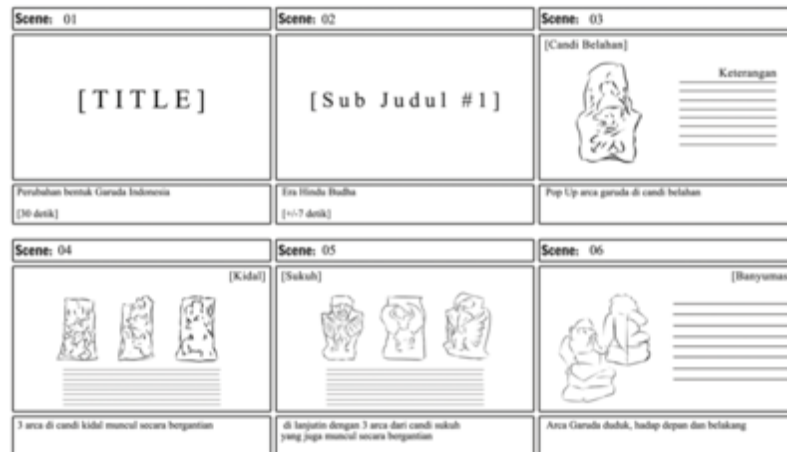 Scene: 01
Scene: 02
Scene: 03
[TITLE]
[Sub Judul #1]
[Candi Belahan]
Keterangan
Perubahan bentuk Garuda Indonesia
[30 detik]
Era Hindu Budha
[+/-7 detik]
Pop Up arca garuda di candi belahan
Scene: 04
Scene: 05
Scene: 06
[Kidal]
[Sukuh]
[Banyumas
3 arca di candi kidal muncul secara bergantian
di lanjutin dengan 3 arca dari candi sukuh
yang juga muncul secara bergantian
Arca Garuda duduk, hadap depan dan belakang